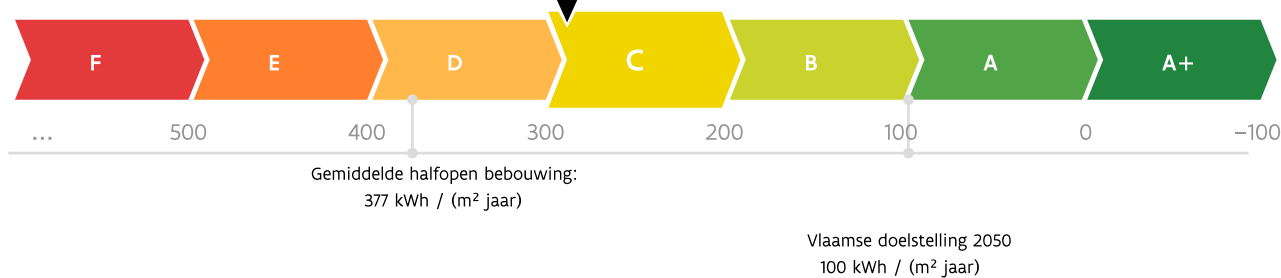 F E D C B A A+
... 500 400 300 200 100 0 −100
Gemiddelde halfopen bebouwing:
377 kWh / (m² jaar)
Vlaamse doelstelling 2050
100 kWh / (m² jaar)